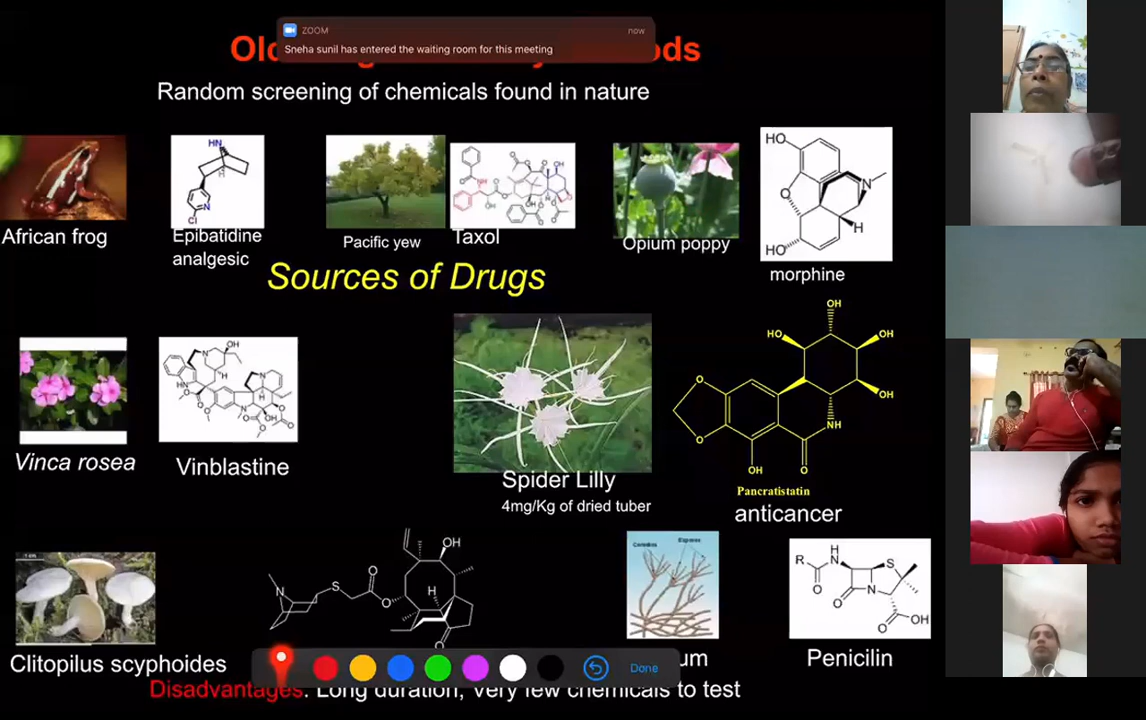 ZOOM
now
Sneha sunil has entered the waiting room for this meeting
Random screening of chemicals found in nature
African frog
Epibatidine
analgesic
Pacific yew
Taxol
Opium poppy
morphine
Sources of Drugs
Vinca rosea
Vinblastine
Spider Lilly
4mg/Kg of dried tuber
Pancratistatin
anticancer
Clitopilus scyphoides
Penicilin
Done
Disadvantages: Long duration, very few chemicals to test